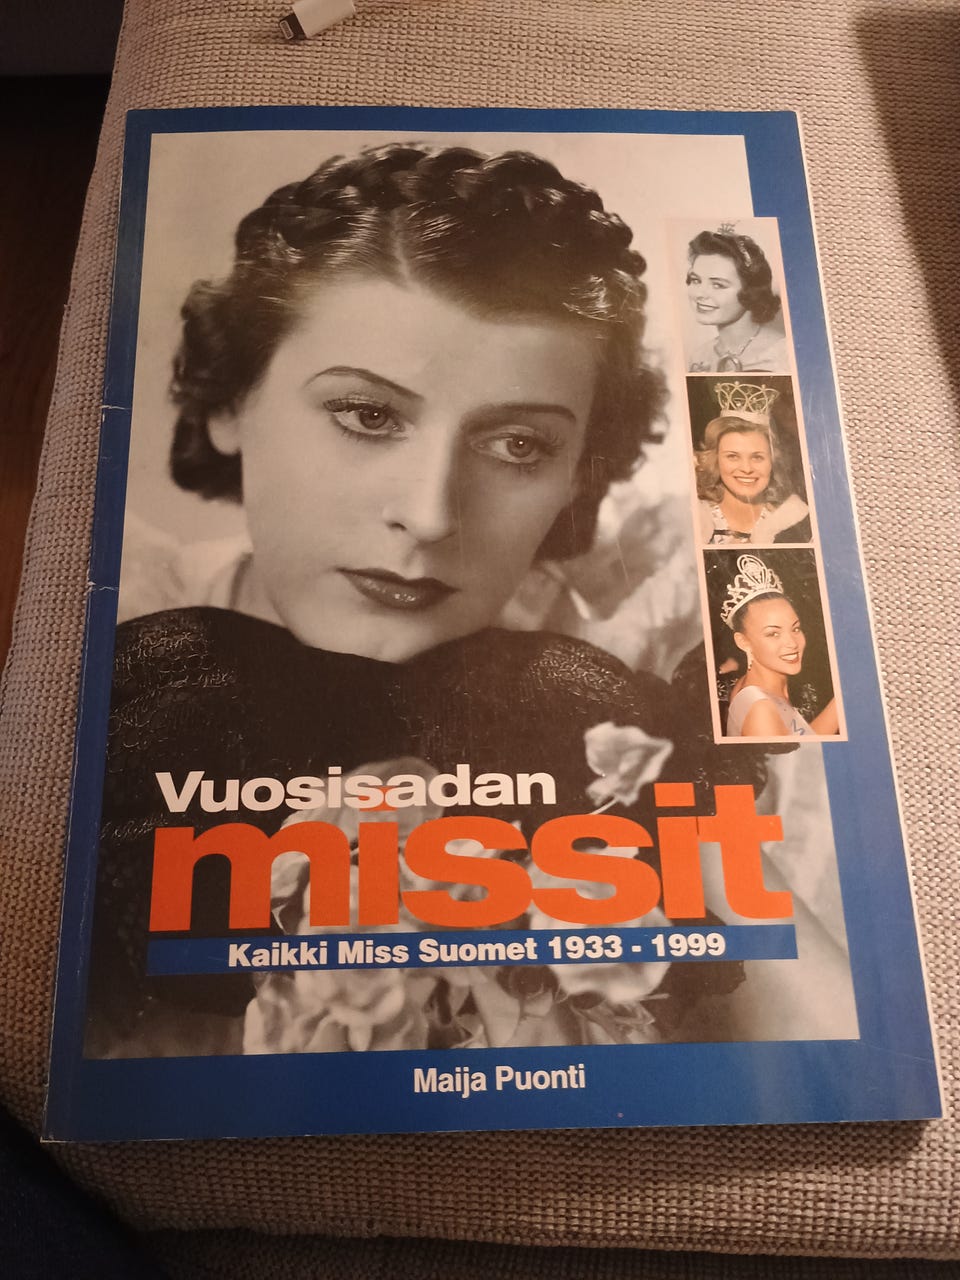 Vuosisadan
missit
Kaikki Miss Suomet 1933 - 1999
Maija Puonti